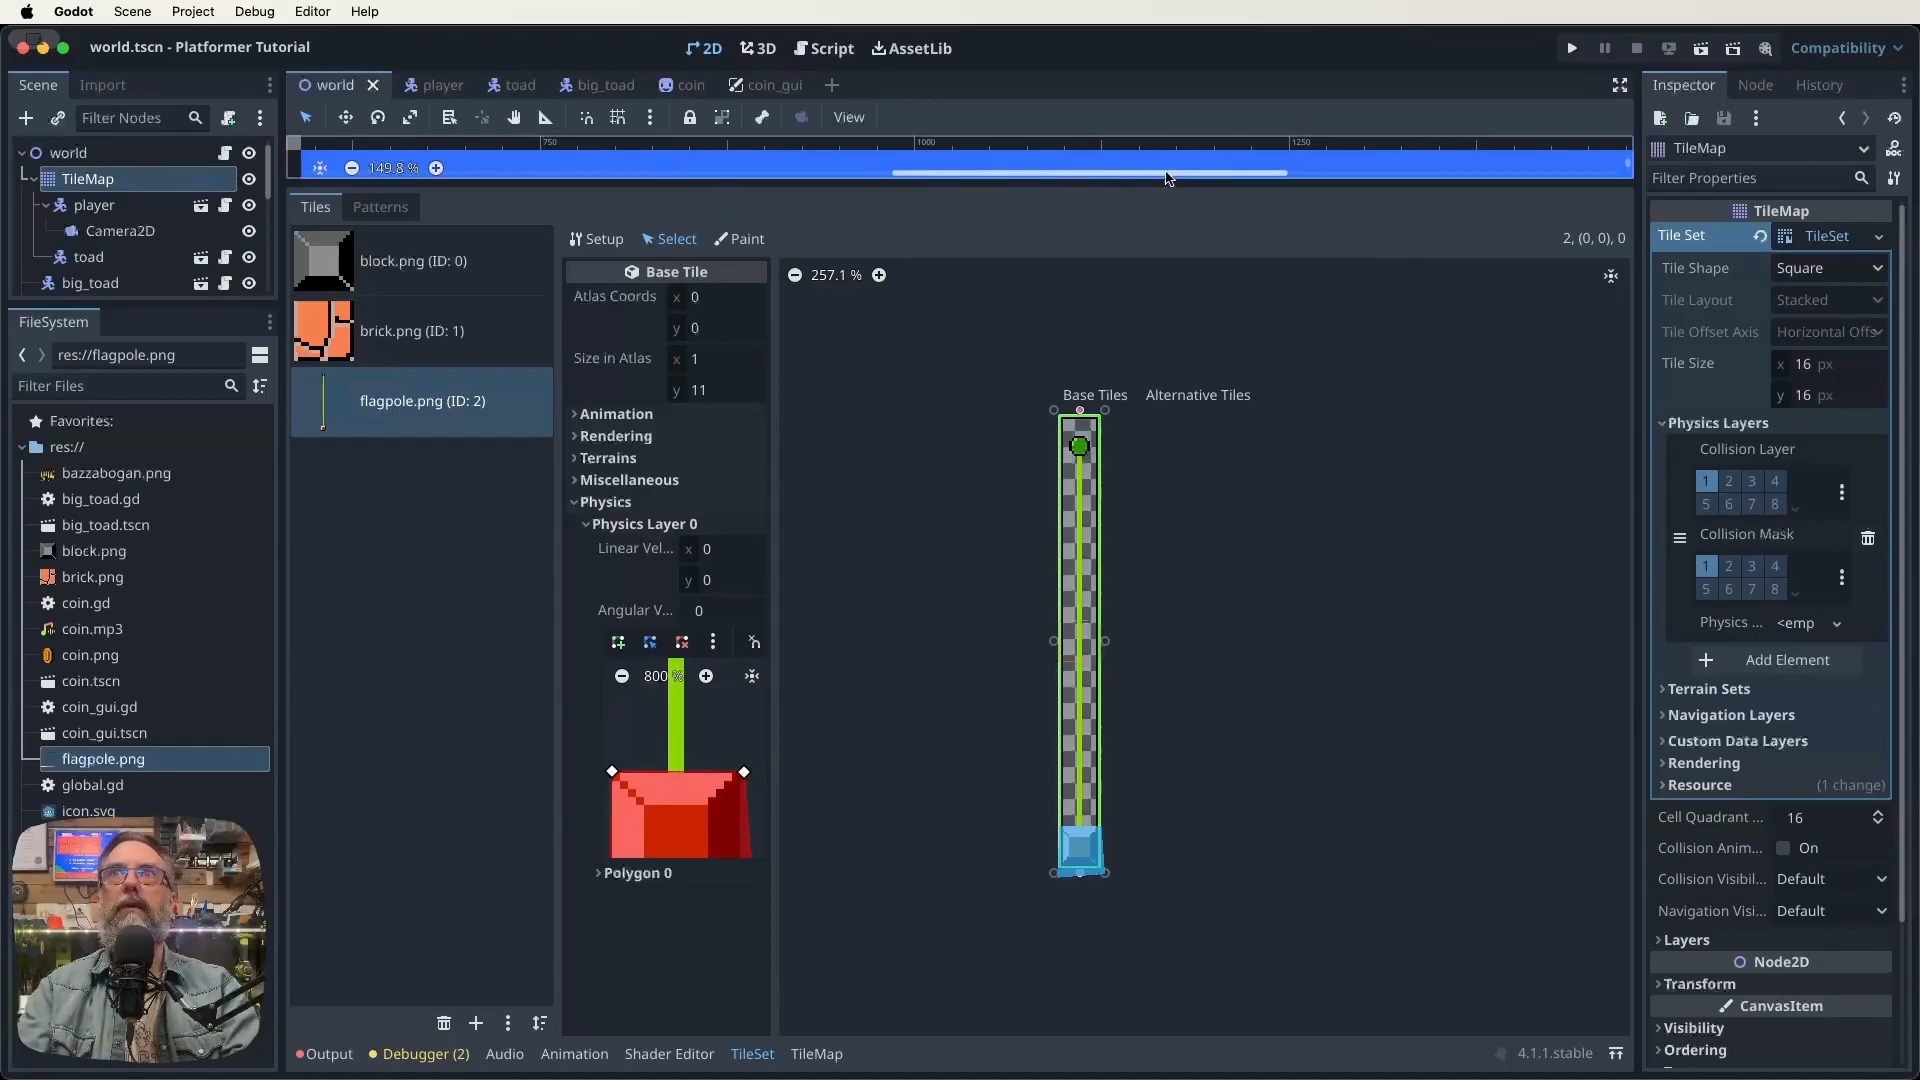 Godot Scene Project Debug Editor Help
world.tscn - Platformer Tutorial
2D 3D Script AssetLib
Compatibility
Scene Import
Filter Nodes
world
TileMap
player
Camera2D
toad
big_toad
FileSystem
res://flagpole.png
Filter Files
Favorites:
res://
bazzabogan.png
big_toad.gd
big_toad.tscn
block.png
brick.png
coin.gd
coin.mp3
coin.png
coin.tscn
coin_gui.gd
coin_gui.tscn
flagpole.png
global.gd
icon.svg
world player toad big_toad coin coin_gui
View
750 1000 1250
149.8 %
Tiles Patterns
block.png (ID: 0)
brick.png (ID: 1)
flagpole.png (ID: 2)
Setup Select Paint
2, (0, 0), 0
Base Tile
Atlas Coords x 0
y 0
Size in Atlas x 1
y 11
Animation
Rendering
Terrains
Miscellaneous
Physics
Physics Layer 0
Linear Vel... x 0
y 0
Angular V... 0
800 %
Polygon 0
257.1 %
Base Tiles Alternative Tiles
Output Debugger (2) Audio Animation Shader Editor TileSet TileMap
4.1.1.stable
Inspector Node History
TileMap
Filter Properties
TileMap
Tile Set TileSet
Tile Shape Square
Tile Layout Stacked
Tile Offset Axis Horizontal Offs
Tile Size x 16 px
y 16 px
Physics Layers
Collision Layer
1 2 3 4
5 6 7 8
Collision Mask
1 2 3 4
5 6 7 8
Physics ... <emp
Add Element
Terrain Sets
Navigation Layers
Custom Data Layers
Rendering
Resource (1 change)
Cell Quadrant ... 16
Collision Anim... On
Collision Visibil... Default
Navigation Visi... Default
Layers
Node2D
Transform
CanvasItem
Visibility
Ordering